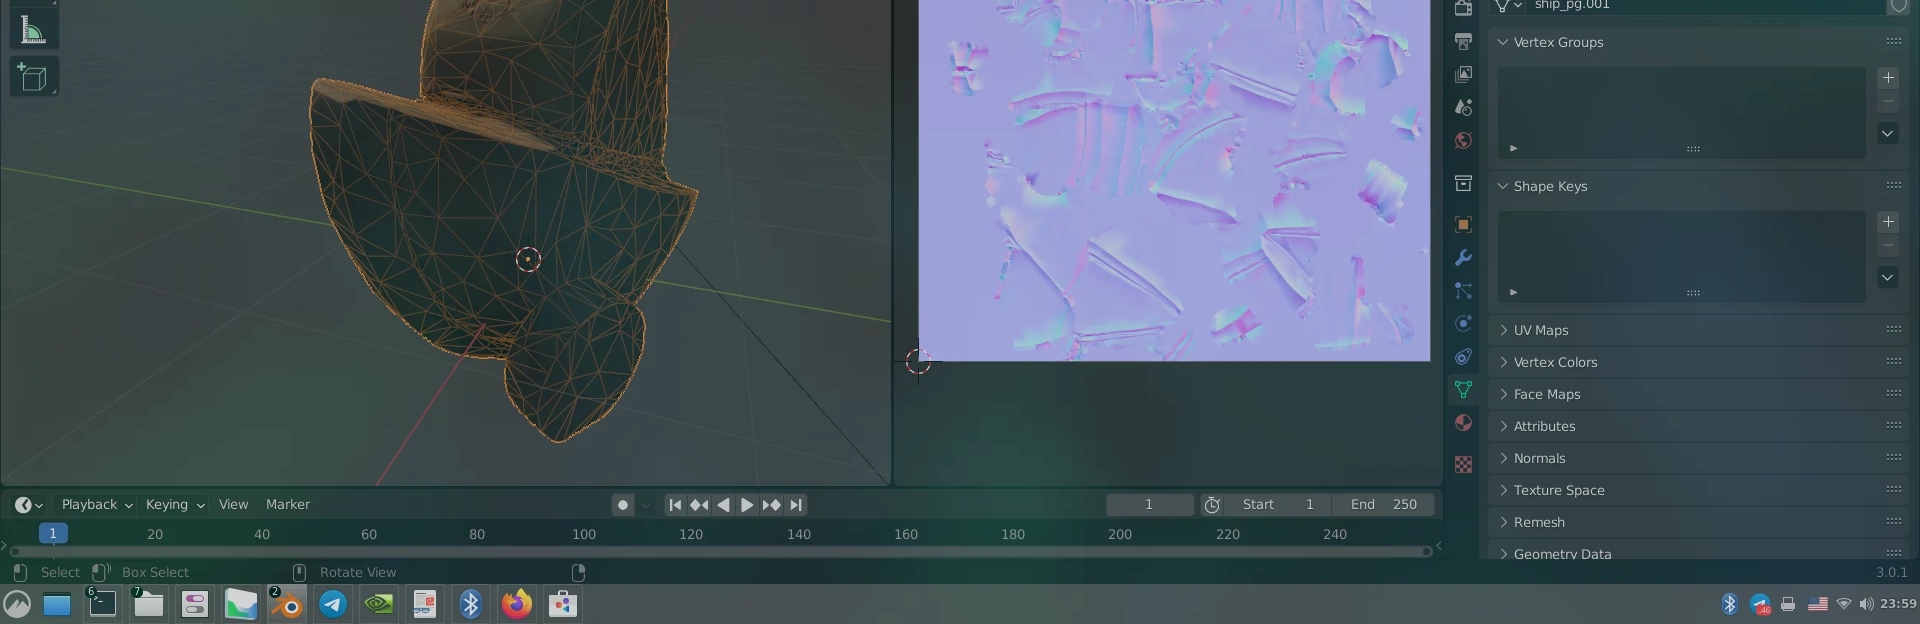 ship_pg.001
Vertex Groups
Shape Keys
UV Maps
Vertex Colors
Face Maps
Attributes
Normals
Texture Space
Remesh
Geometry Data
Playback Keying View Marker
1 Start 1 End 250
1 20 40 60 80 100 120 140 160 180 200 220 240
Select Box Select Rotate View
3.0.1
6 7 2
46
23:59